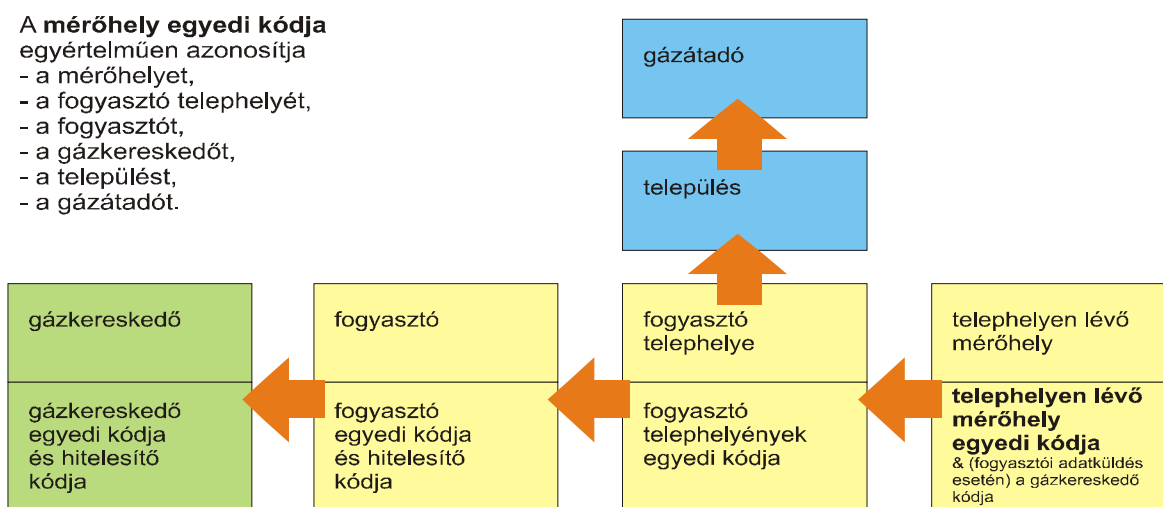 A mérőhely egyedi kódja
egyértelműen azonosítja
- a mérőhelyet,
- a fogyasztó telephelyét,
- a fogyasztót,
- a gázkereskedőt,
- a települést,
- a gázátadót.
gázátadó
település
gázkereskedő
fogyasztó
fogyasztó
telephelye
telephelyen lévő
mérőhely
gázkereskedő
egyedi kódja
és hitelesítő
kódja
fogyasztó
egyedi kódja
és hitelesítő
kódja
fogyasztó
telephelyények
egyedi kódja
telephelyen lévő
mérőhely
egyedi kódja
& (fogyasztói adatküldés
esetén) a gázkereskedő
kódja